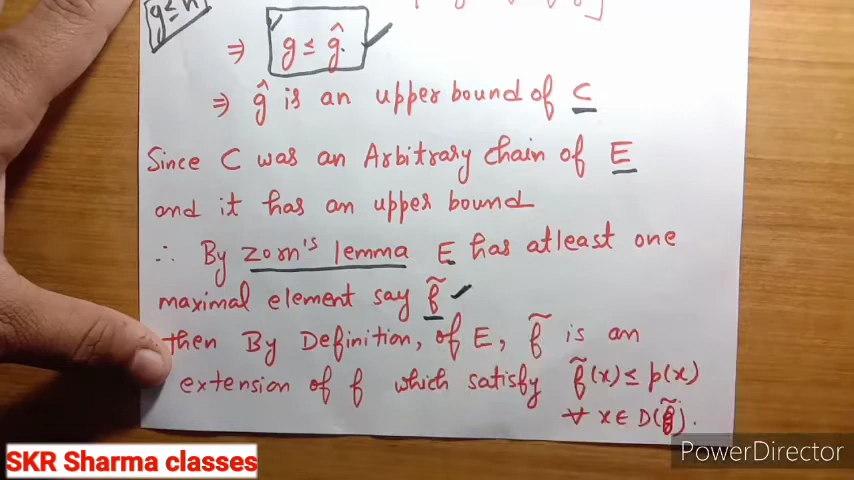 g ≤ n
⇒ g ≤ ĝ.
⇒ ĝ is an upper bound of C
Since C was an Arbitrary chain of E
and it has an upper bound
∴ By Zorn's lemma E has atleast one
maximal element say f̃
then By Definition, of E, f̃ is an
extension of f which satisfy f̃(x) ≤ p(x)
∀ x ∈ D(f̃).
SKR Sharma classes
PowerDirector